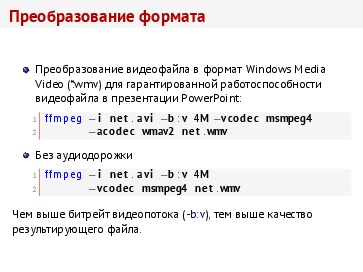 Преобразование формата
Преобразование видеофайла в формат Windows Media
Video (*.wmv) для гарантированной работоспособности
видеофайла в презентации PowerPoint:
1 ffmpeg −i net.avi −b:v 4M −vcodec msmpeg4
2 −acodec wmav2 net.wmv
Без аудиодорожки
1 ffmpeg −i net.avi −b:v 4M
2 −vcodec msmpeg4 net.wmv
Чем выше битрейт видеопотока (-b:v), тем выше качество
результирующего файла.